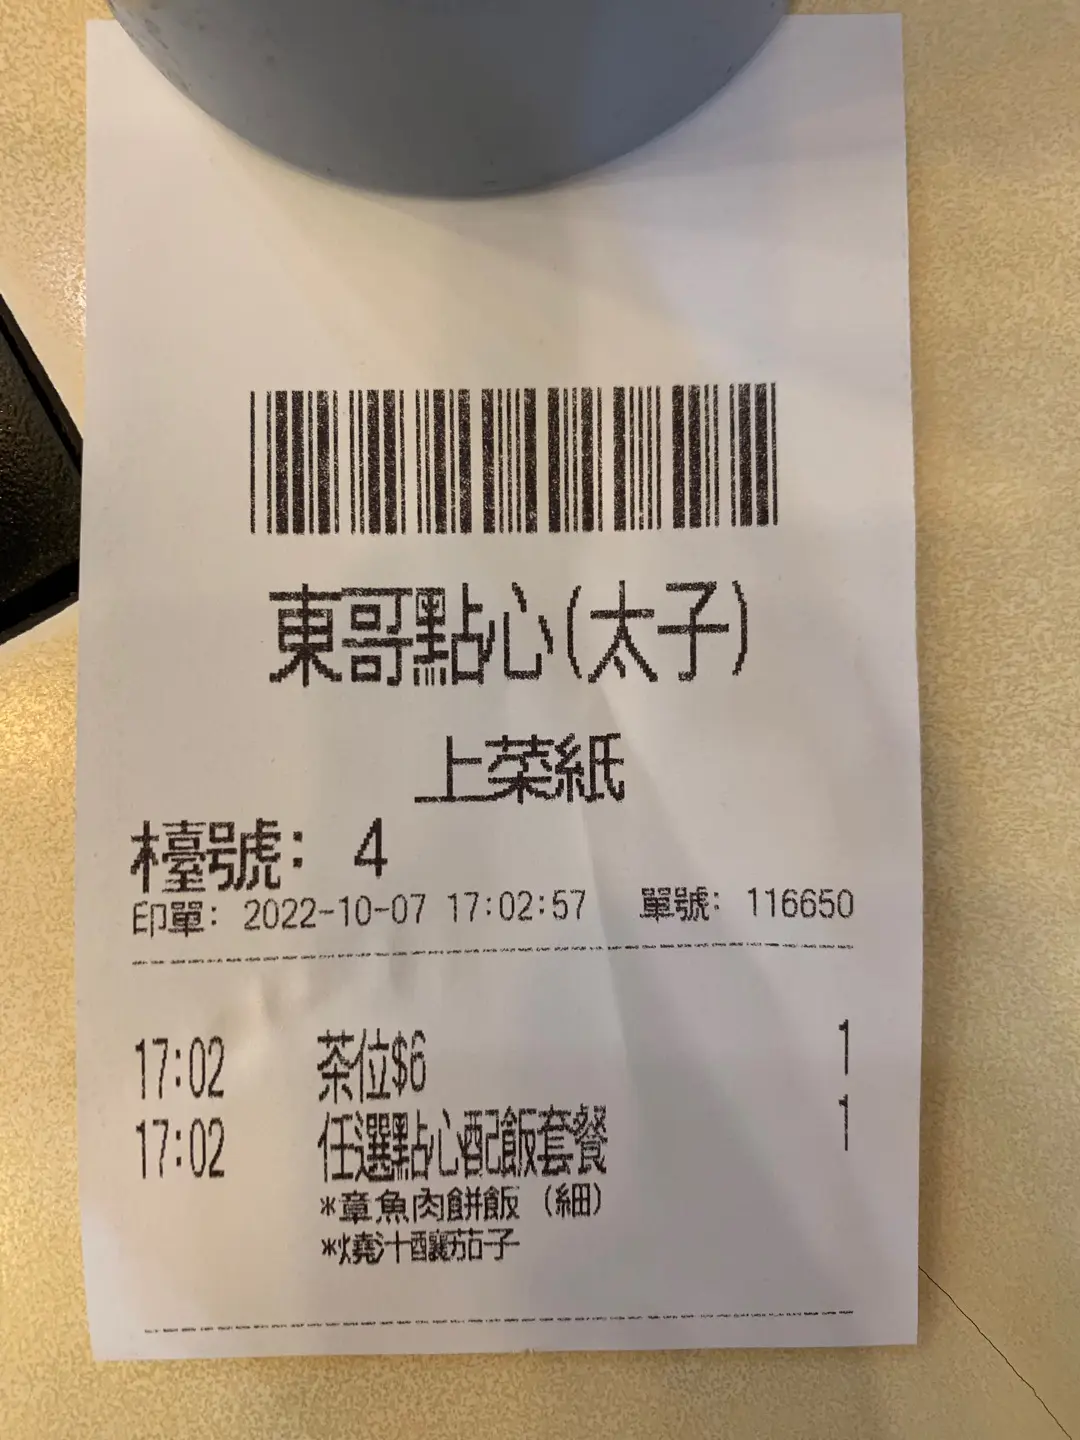 東哥點心(太子)
上菜紙
檯號: 4
印單: 2022-10-07 17:02:57 單號: 116650
17:02 茶位$6 1
17:02 任選點心配飯套餐 1
*章魚肉餅飯 (細)
*燒汁釀茄子